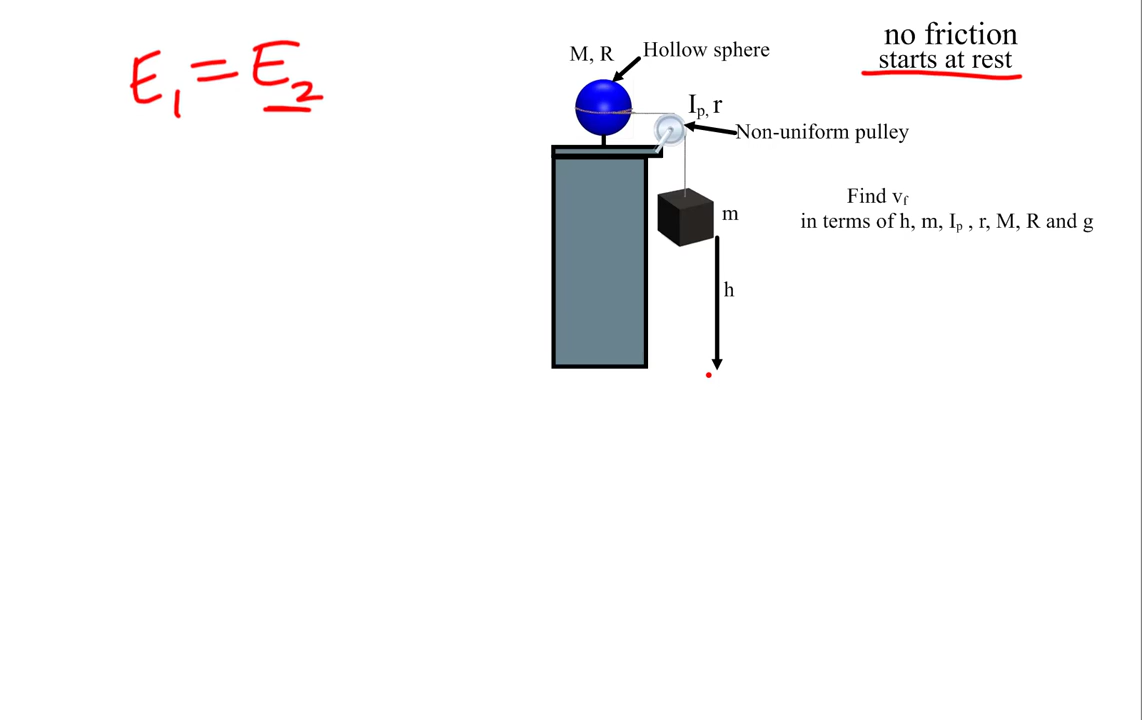 E₁ = E₂
no friction
starts at rest
M, R
Hollow sphere
Iₚ, r
Non-uniform pulley
Find v_f
in terms of h, m, Iₚ , r, M, R and g
m
h